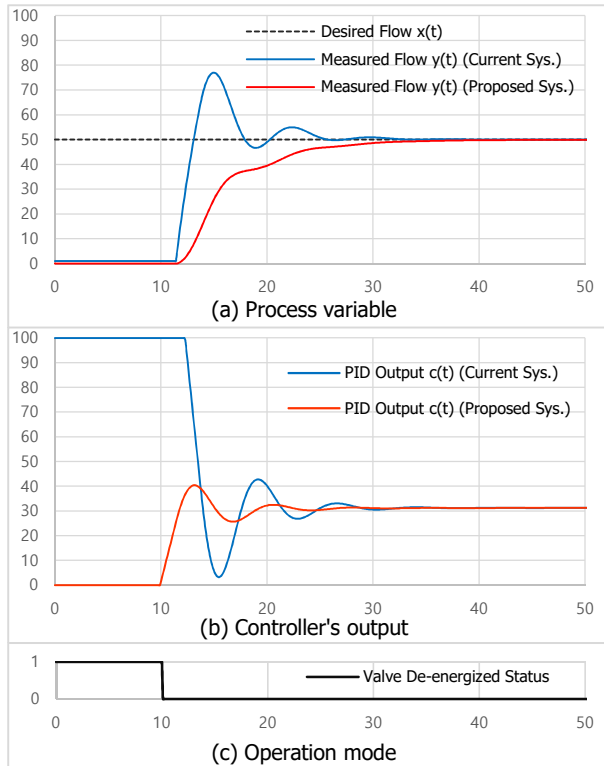 100
90
80
70
60
50
40
30
20
10
0
Desired Flow x(t)
Measured Flow y(t) (Current Sys.)
Measured Flow y(t) (Proposed Sys.)
0 10 20 30 40 50
(a) Process variable
100
90
80
70
60
50
40
30
20
10
0
PID Output c(t) (Current Sys.)
PID Output c(t) (Proposed Sys.)
0 10 20 30 40 50
(b) Controller's output
1
0
Valve De-energized Status
0 10 20 30 40 50
(c) Operation mode